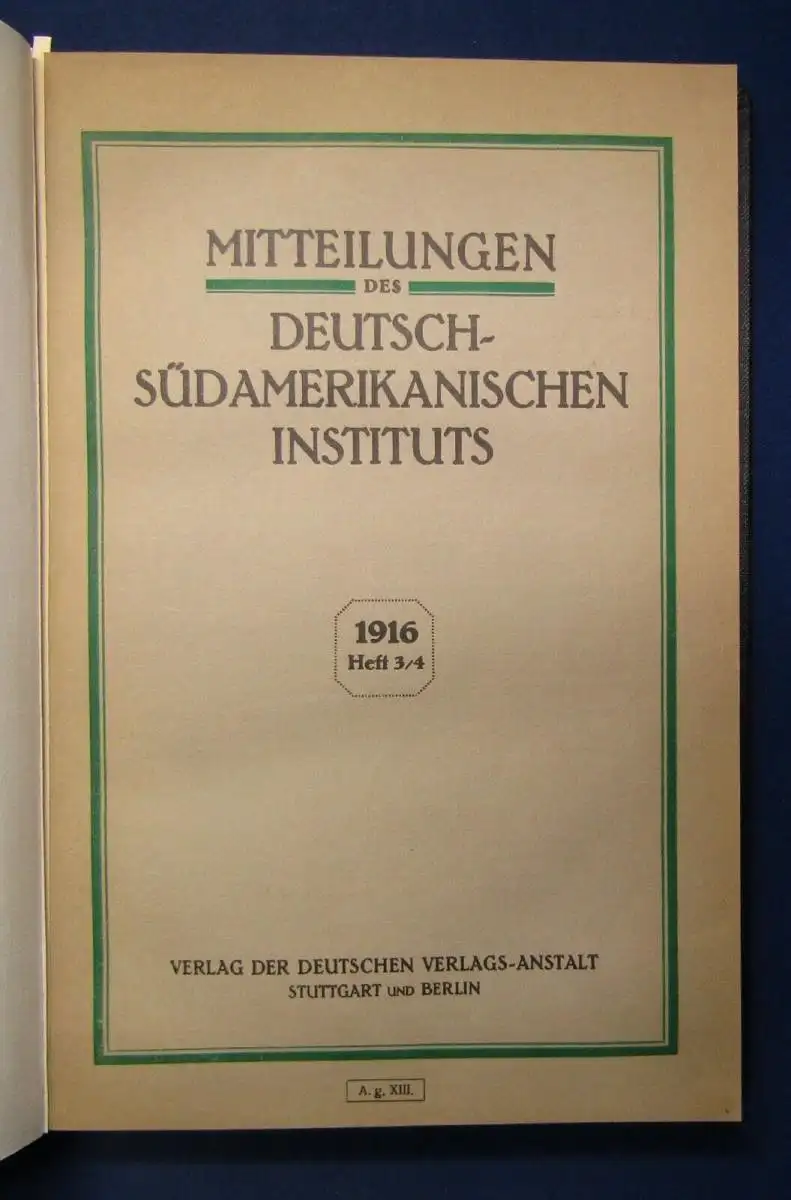 MITTEILUNGEN
DES
DEUTSCH-
SÜDAMERIKANISCHEN
INSTITUTS
1916
Heft 3/4
VERLAG DER DEUTSCHEN VERLAGS-ANSTALT
STUTTGART UND BERLIN
A. g. XIII.